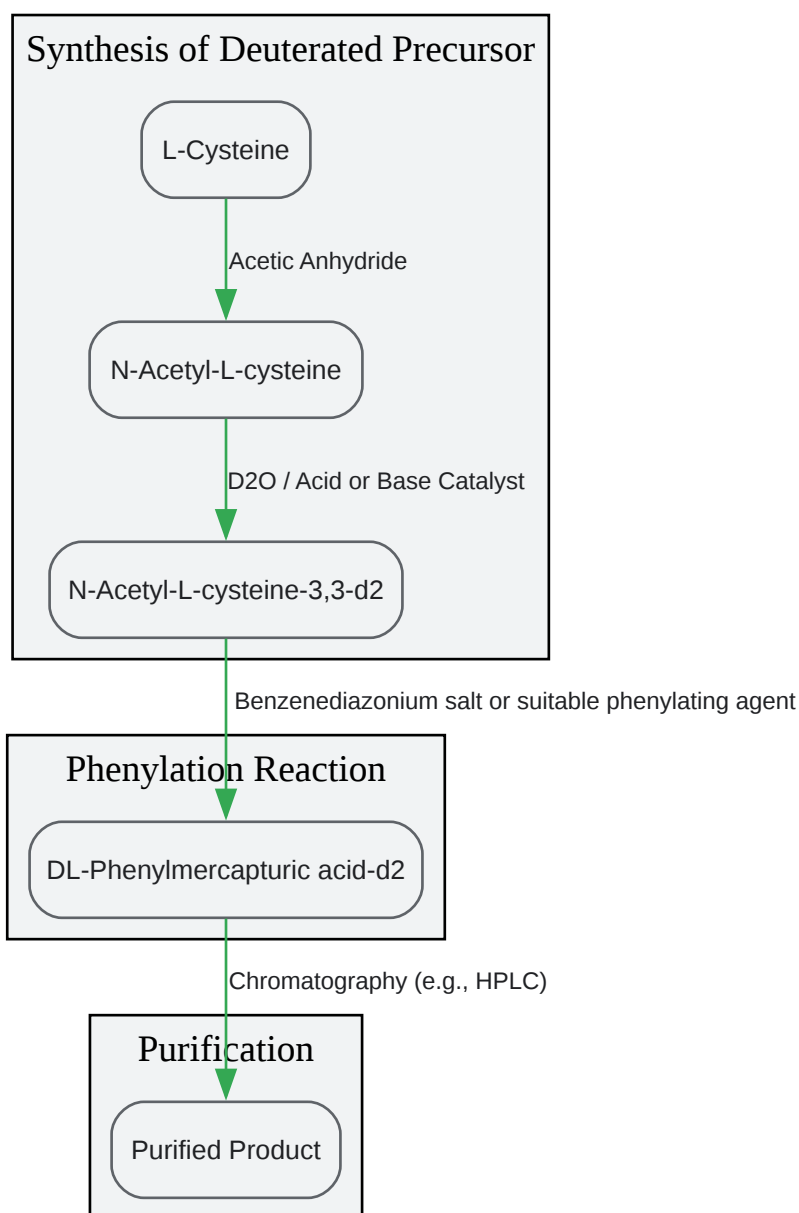 Synthesis of Deuterated Precursor
L-Cysteine
Acetic Anhydride
N-Acetyl-L-cysteine
D2O / Acid or Base Catalyst
N-Acetyl-L-cysteine-3,3-d2
Benzenediazonium salt or suitable phenylating agent
Phenylation Reaction
DL-Phenylmercapturic acid-d2
Chromatography (e.g., HPLC)
Purification
Purified Product